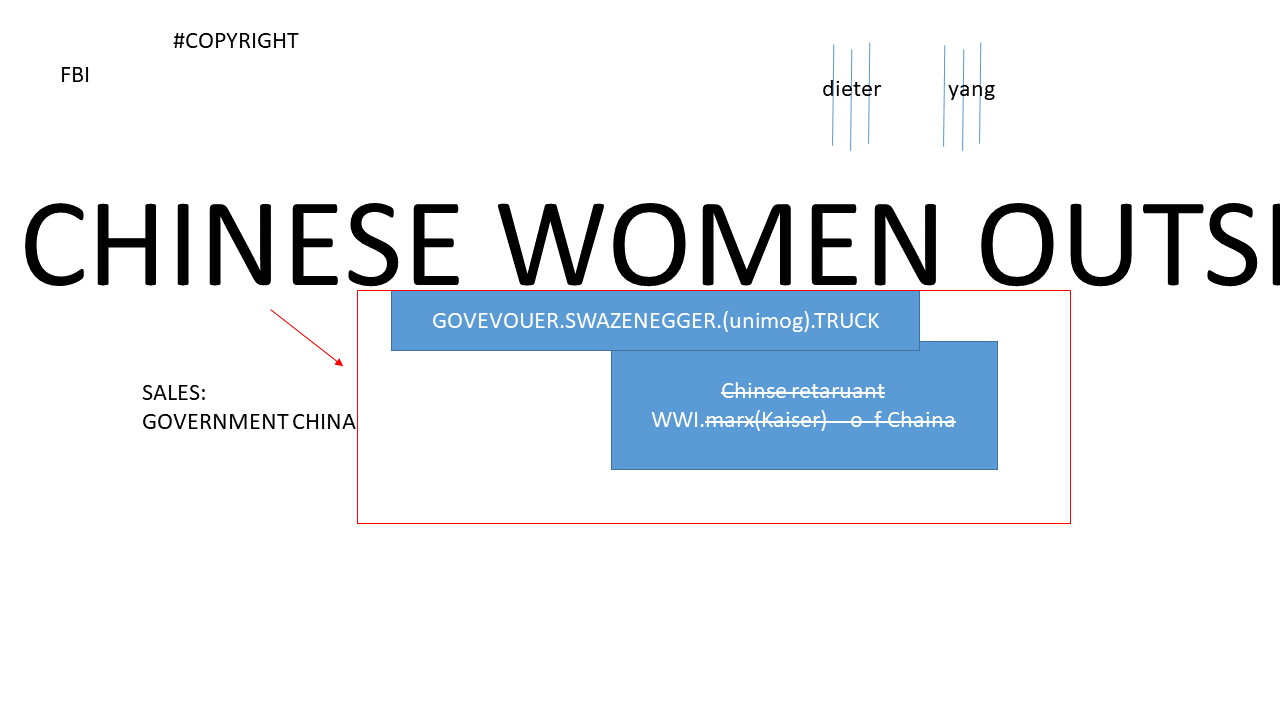 #COPYRIGHT
FBI
dieter yang
CHINESE WOMEN OUTS
GOVEVOUER.SWAZENEGGER.(unimog).TRUCK
Chinse retaruant
WWI.marx(Kaiser) o f Chaina
SALES:
GOVERNMENT CHINA